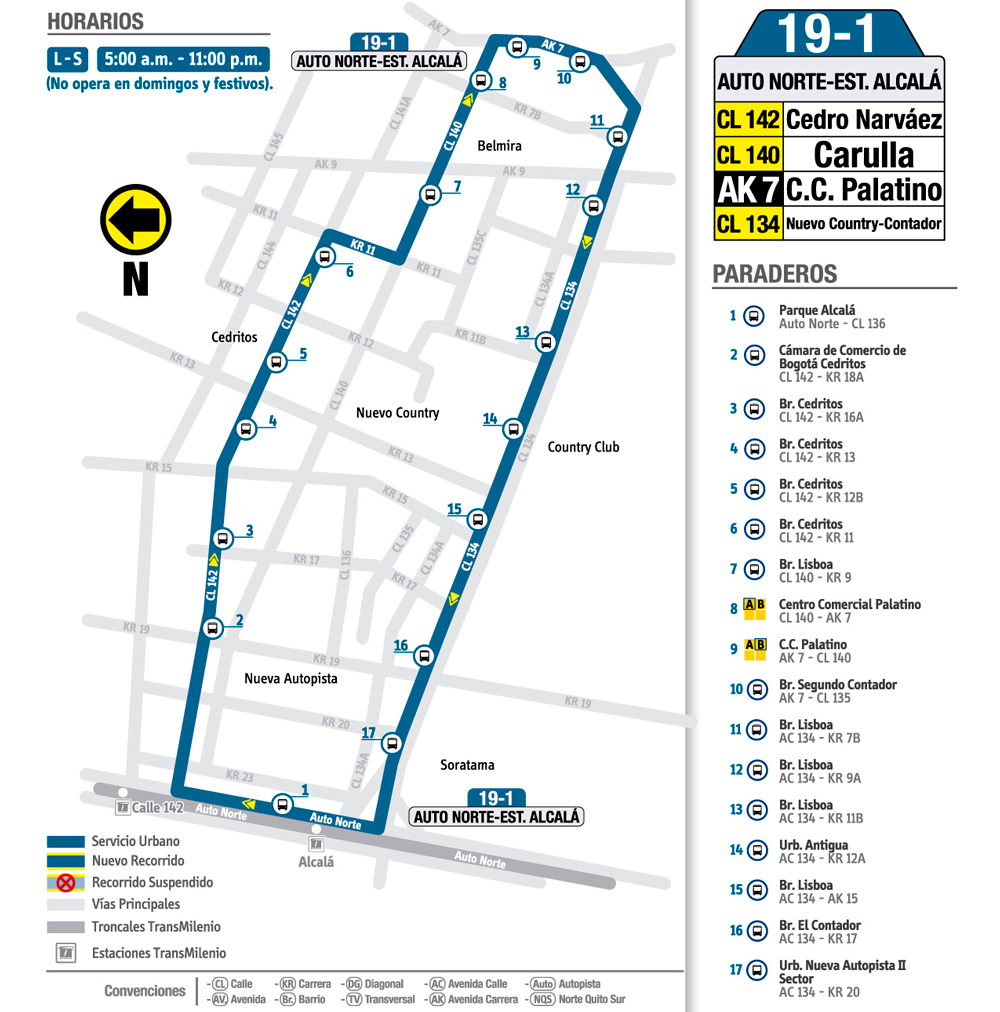 HORARIOS
L - S 5:00 a.m. - 11:00 p.m.
(No opera en domingos y festivos).
19-1
AUTO NORTE-EST. ALCALÁ
AK 7
AK 7
9
10
8
KR 7B
11
CL 141A
CL 140
CL 145
Belmira
AK 9
AK 9
7
12
KR 11
KR 11
CL 144
CL 135C
KR 11
6
N
KR 12
CL 142
CL 134A
CL 134
Cedritos
5
KR 12
KR 11B
13
KR 13
CL 140
Nuevo Country
4
14
KR 13
CL 134
Country Club
KR 15
KR 15
15
3
CL 135
CL 134A
CL 134
KR 17
CL 136
KR 17
CL 142
2
KR 19
16
KR 19
Nueva Autopista
KR 19
KR 20
17
CL 134A
Soratama
KR 23
1
19-1
AUTO NORTE-EST. ALCALÁ
Calle 142
Auto Norte
Auto Norte
Alcalá
Auto Norte
Servicio Urbano
Nuevo Recorrido
Recorrido Suspendido
Vías Principales
Troncales TransMilenio
Estaciones TransMilenio
Convenciones
-CL Calle -KR Carrera -DG Diagonal -AC Avenida Calle -Auto Autopista
-AV Avenida -Br. Barrio -TV Transversal -AK Avenida Carrera -NQS Norte Quito Sur
19-1
AUTO NORTE-EST. ALCALÁ
CL 142 Cedro Narváez
CL 140 Carulla
AK 7 C.C. Palatino
CL 134 Nuevo Country-Contador
PARADEROS
1 Parque Alcalá
Auto Norte - CL 136
2 Cámara de Comercio de
Bogotá Cedritos
CL 142 - KR 18A
3 Br. Cedritos
CL 142 - KR 16A
4 Br. Cedritos
CL 142 - KR 13
5 Br. Cedritos
CL 142 - KR 12B
6 Br. Cedritos
CL 142 - KR 11
7 Br. Lisboa
CL 140 - KR 9
8 A B Centro Comercial Palatino
CL 140 - AK 7
9 A B C.C. Palatino
AK 7 - CL 140
10 Br. Segundo Contador
AK 7 - CL 135
11 Br. Lisboa
AC 134 - KR 7B
12 Br. Lisboa
AC 134 - KR 9A
13 Br. Lisboa
AC 134 - KR 11B
14 Urb. Antigua
AC 134 - KR 12A
15 Br. Lisboa
AC 134 - AK 15
16 Br. El Contador
AC 134 - KR 17
17 Urb. Nueva Autopista II
Sector
AC 134 - KR 20